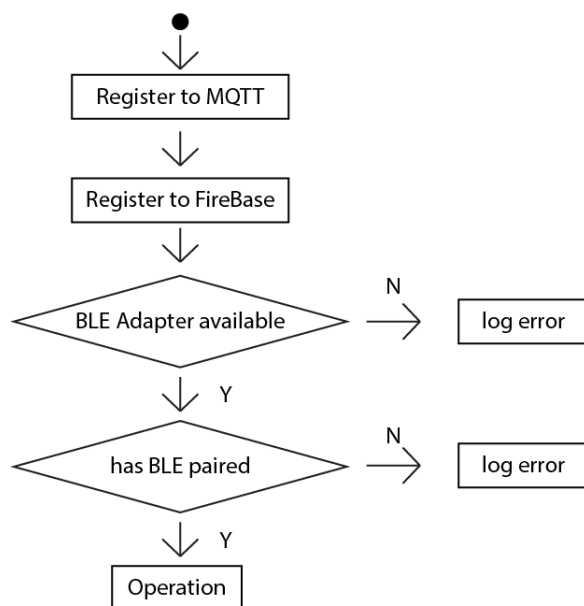 Register to MQTT
Register to FireBase
BLE Adapter available
N
log error
Y
has BLE paired
N
log error
Y
Operation